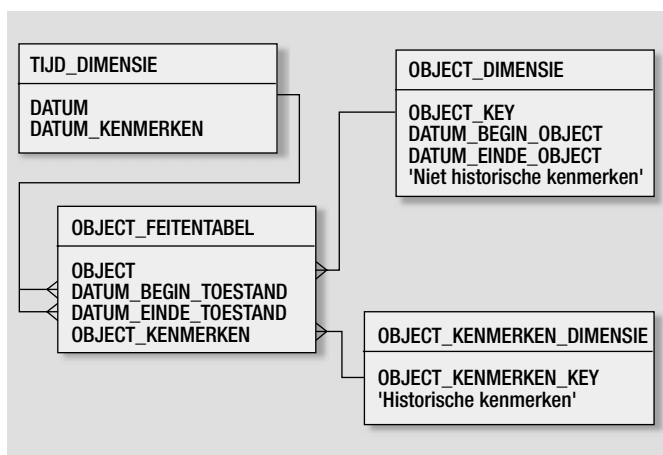 TIJD_DIMENSIE
DATUM
DATUM_KENMERKEN
OBJECT_DIMENSIE
OBJECT_KEY
DATUM_BEGIN_OBJECT
DATUM_EINDE_OBJECT
'Niet historische kenmerken'
OBJECT_FEITENTABEL
OBJECT
DATUM_BEGIN_TOESTAND
DATUM_EINDE_TOESTAND
OBJECT_KENMERKEN
OBJECT_KENMERKEN_DIMENSIE
OBJECT_KENMERKEN_KEY
'Historische kenmerken'